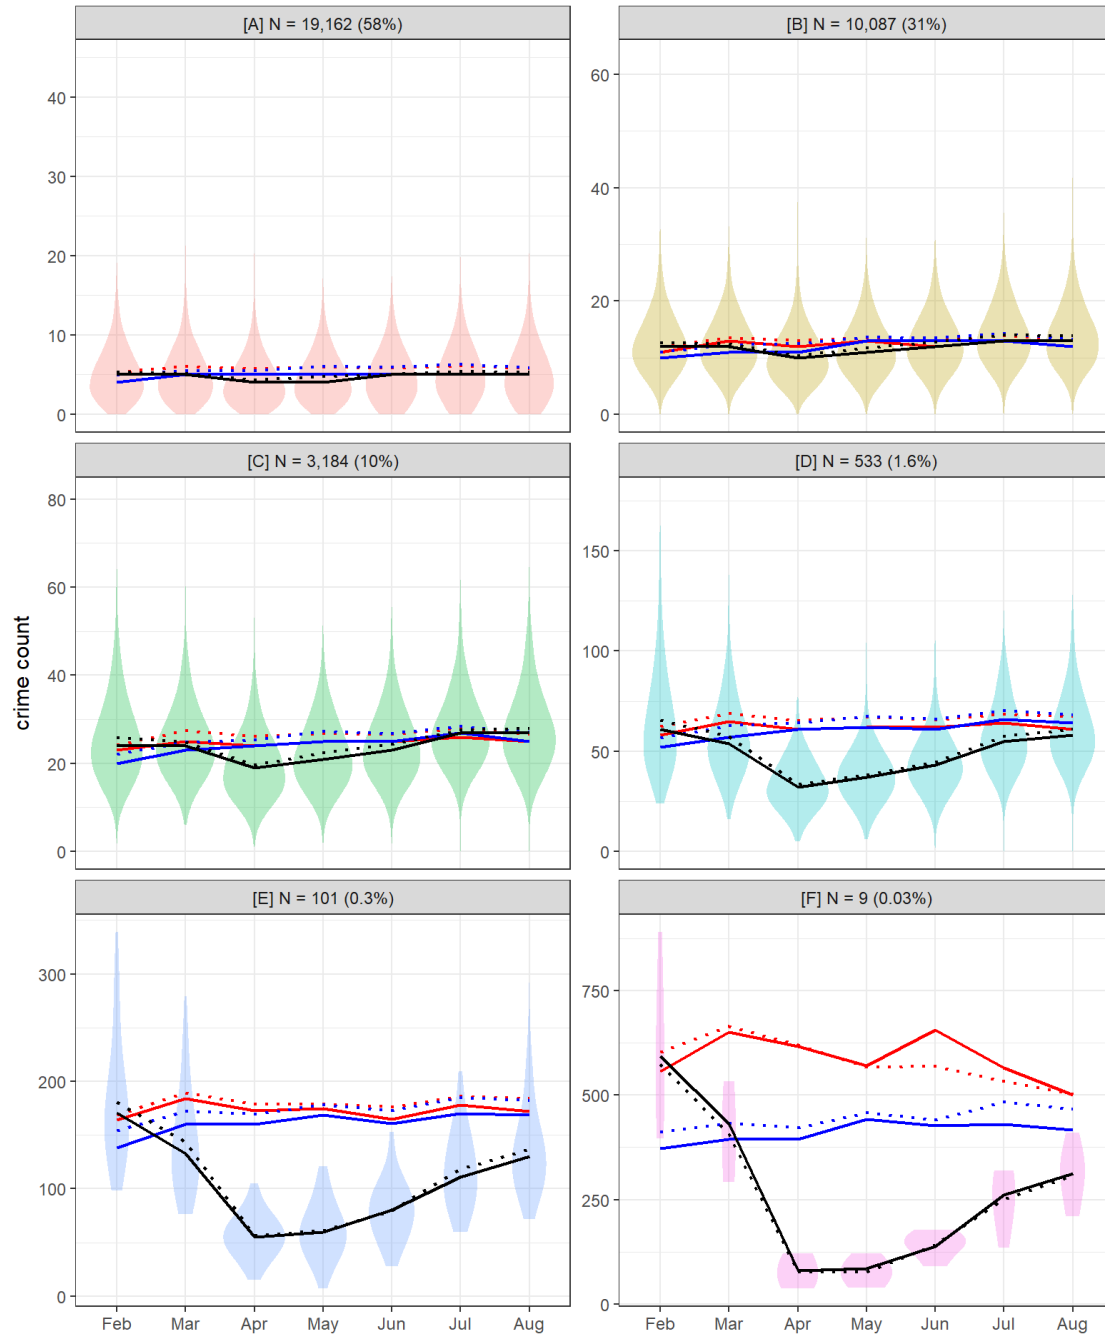 [A] N = 19,162 (58%)
[B] N = 10,087 (31%)
40
30
20
10
0
60
40
20
0
[C] N = 3,184 (10%)
[D] N = 533 (1.6%)
80
60
40
20
0
150
100
50
0
crime count
[E] N = 101 (0.3%)
[F] N = 9 (0.03%)
300
200
100
0
750
500
250
0
Feb Mar Apr May Jun Jul Aug
Feb Mar Apr May Jun Jul Aug